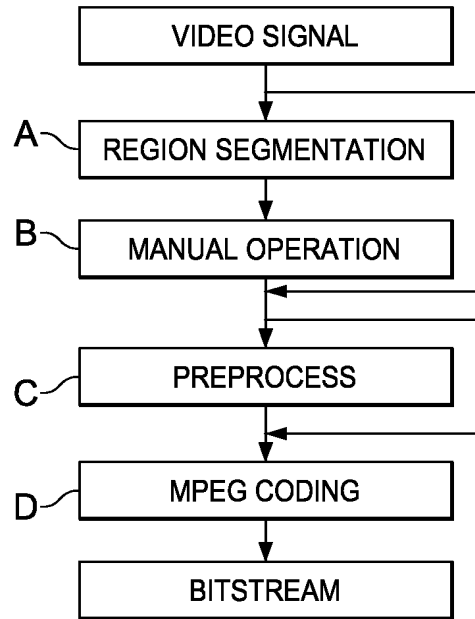 VIDEO SIGNAL
A
REGION SEGMENTATION
B
MANUAL OPERATION
C
PREPROCESS
D
MPEG CODING
BITSTREAM